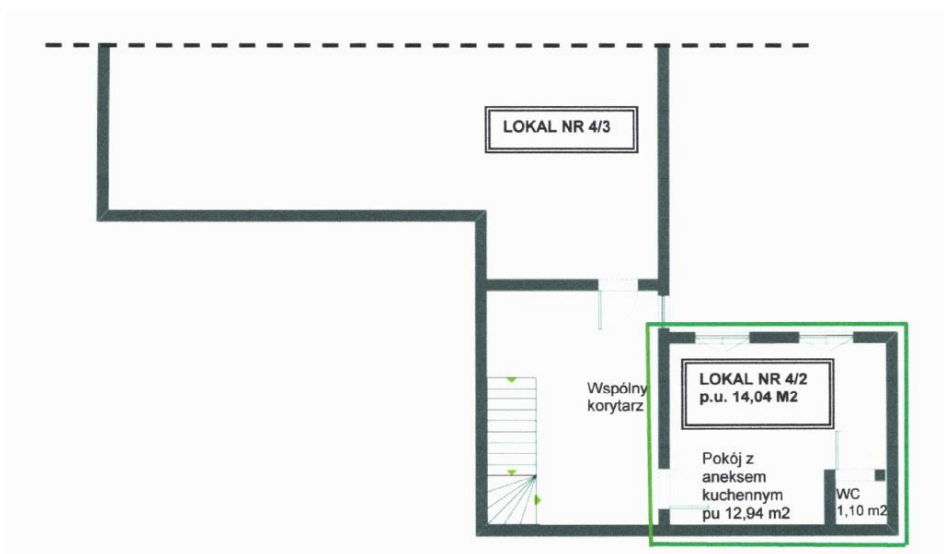 LOKAL NR 4/3
Wspólny
korytarz
LOKAL NR 4/2
p.u. 14,04 M2
Pokój z
aneksem
kuchennym
pu 12,94 m2
WC
1,10 m2